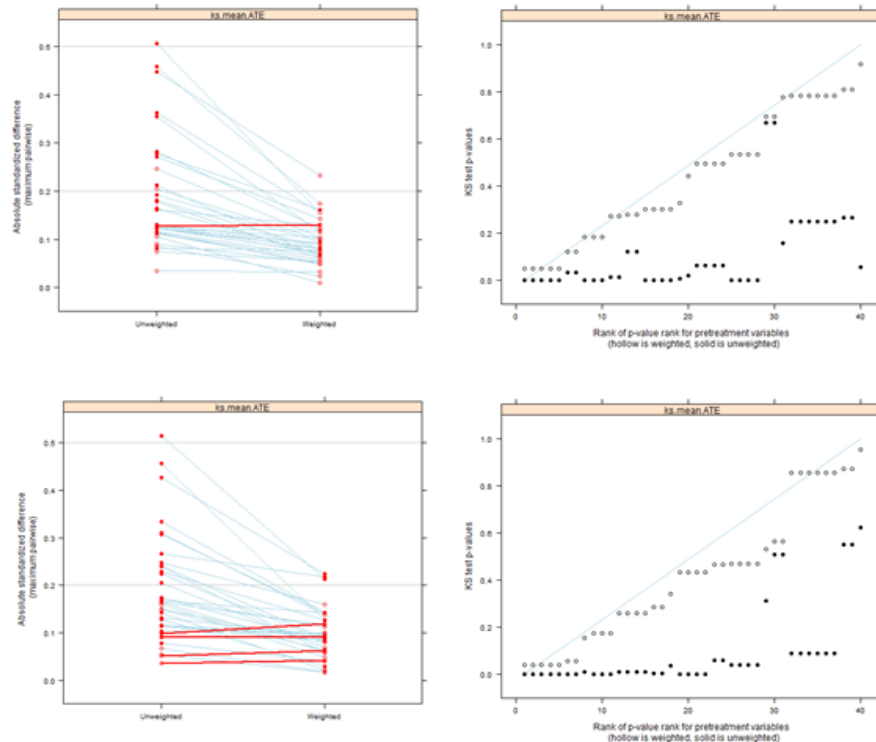 ks.mean.ATE
Absolute standardized difference
(maximum pairwise)
0.5
0.4
0.3
0.2
0.1
0.0
Unweighted Weighted
ks.mean.ATE
KS test p-values
1.0
0.8
0.6
0.4
0.2
0.0
0 10 20 30 40
Rank of p-value rank for pretreatment variables
(hollow is weighted, solid is unweighted)
ks.mean.ATE
Absolute standardized difference
(maximum pairwise)
0.5
0.4
0.3
0.2
0.1
0.0
Unweighted Weighted
ks.mean.ATE
KS test p-values
1.0
0.8
0.6
0.4
0.2
0.0
0 10 20 30 40
Rank of p-value rank for pretreatment variables
(hollow is weighted, solid is unweighted)